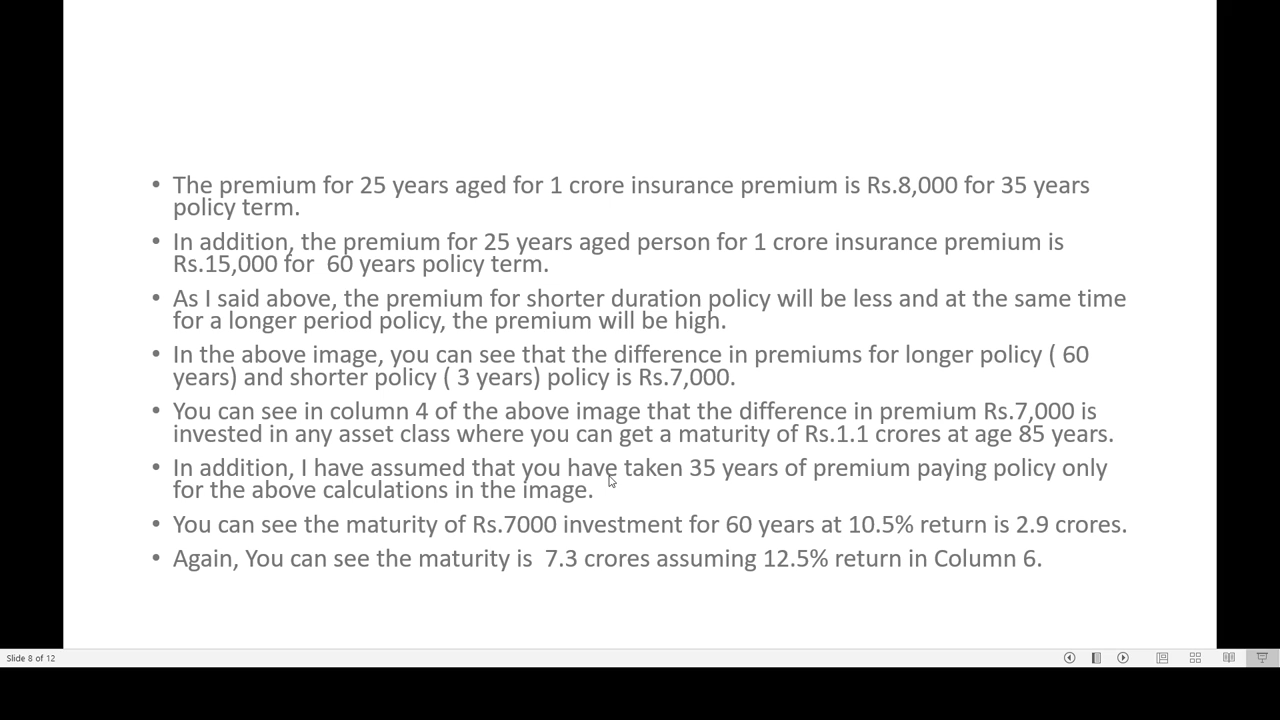 • The premium for 25 years aged for 1 crore insurance premium is Rs.8,000 for 35 years
policy term.
• In addition, the premium for 25 years aged person for 1 crore insurance premium is
Rs.15,000 for  60 years policy term.
• As I said above, the premium for shorter duration policy will be less and at the same time
for a longer period policy, the premium will be high.
• In the above image, you can see that the difference in premiums for longer policy ( 60
years) and shorter policy ( 3 years) policy is Rs.7,000.
• You can see in column 4 of the above image that the difference in premium Rs.7,000 is
invested in any asset class where you can get a maturity of Rs.1.1 crores at age 85 years.
• In addition, I have assumed that you have taken 35 years of premium paying policy only
for the above calculations in the image.
• You can see the maturity of Rs.7000 investment for 60 years at 10.5% return is 2.9 crores.
• Again, You can see the maturity is  7.3 crores assuming 12.5% return in Column 6.
Slide 8 of 12